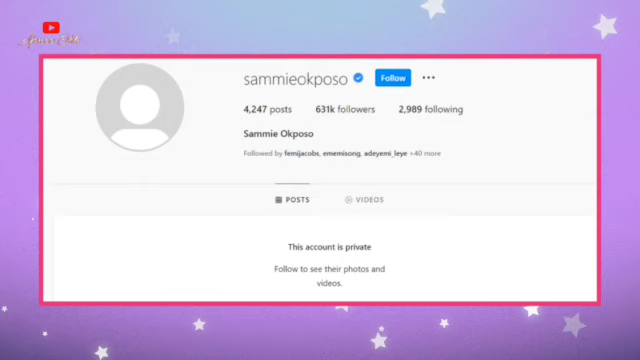 sammieokposo Follow •••
4,247 posts 631k followers 2,989 following
Sammie Okposo
Followed by femijacobs, ememisong, adeyemi_leye +40 more
POSTS VIDEOS
This account is private
Follow to see their photos and
videos.